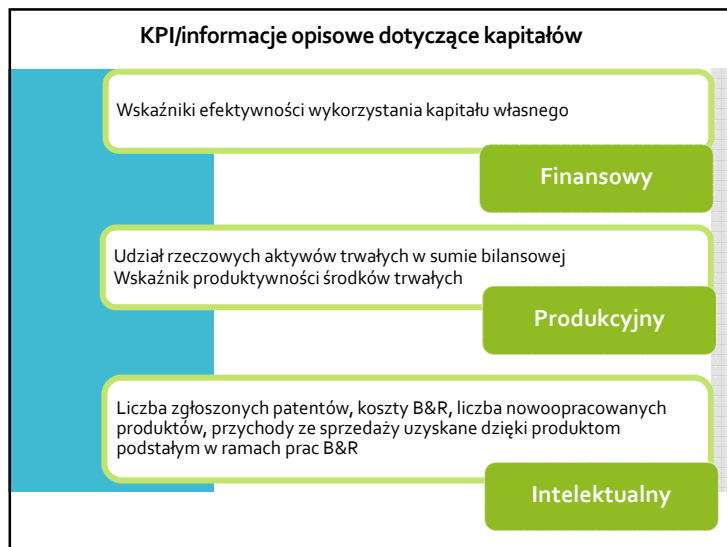 KPI/informacje opisowe dotyczące kapitałów
Wskaźniki efektywności wykorzystania kapitału własnego
Finansowy
Udział rzeczowych aktywów trwałych w sumie bilansowej
Wskaźnik produktywności środków trwałych
Produkcyjny
Liczba zgłoszonych patentów, koszty B&R, liczba nowoopracowanych
produktów, przychody ze sprzedaży uzyskane dzięki produktom
podstałym w ramach prac B&R
Intelektualny